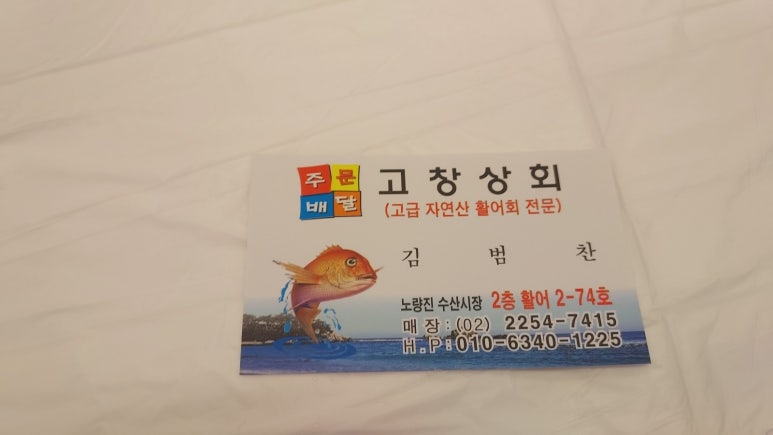 주문
배달
고창상회
(고급 자연산 활어회 전문)
김 범 찬
노량진 수산시장 2층 활어 2-74호
매 장 : (02) 2254-7415
H.P : 010-6340-1225